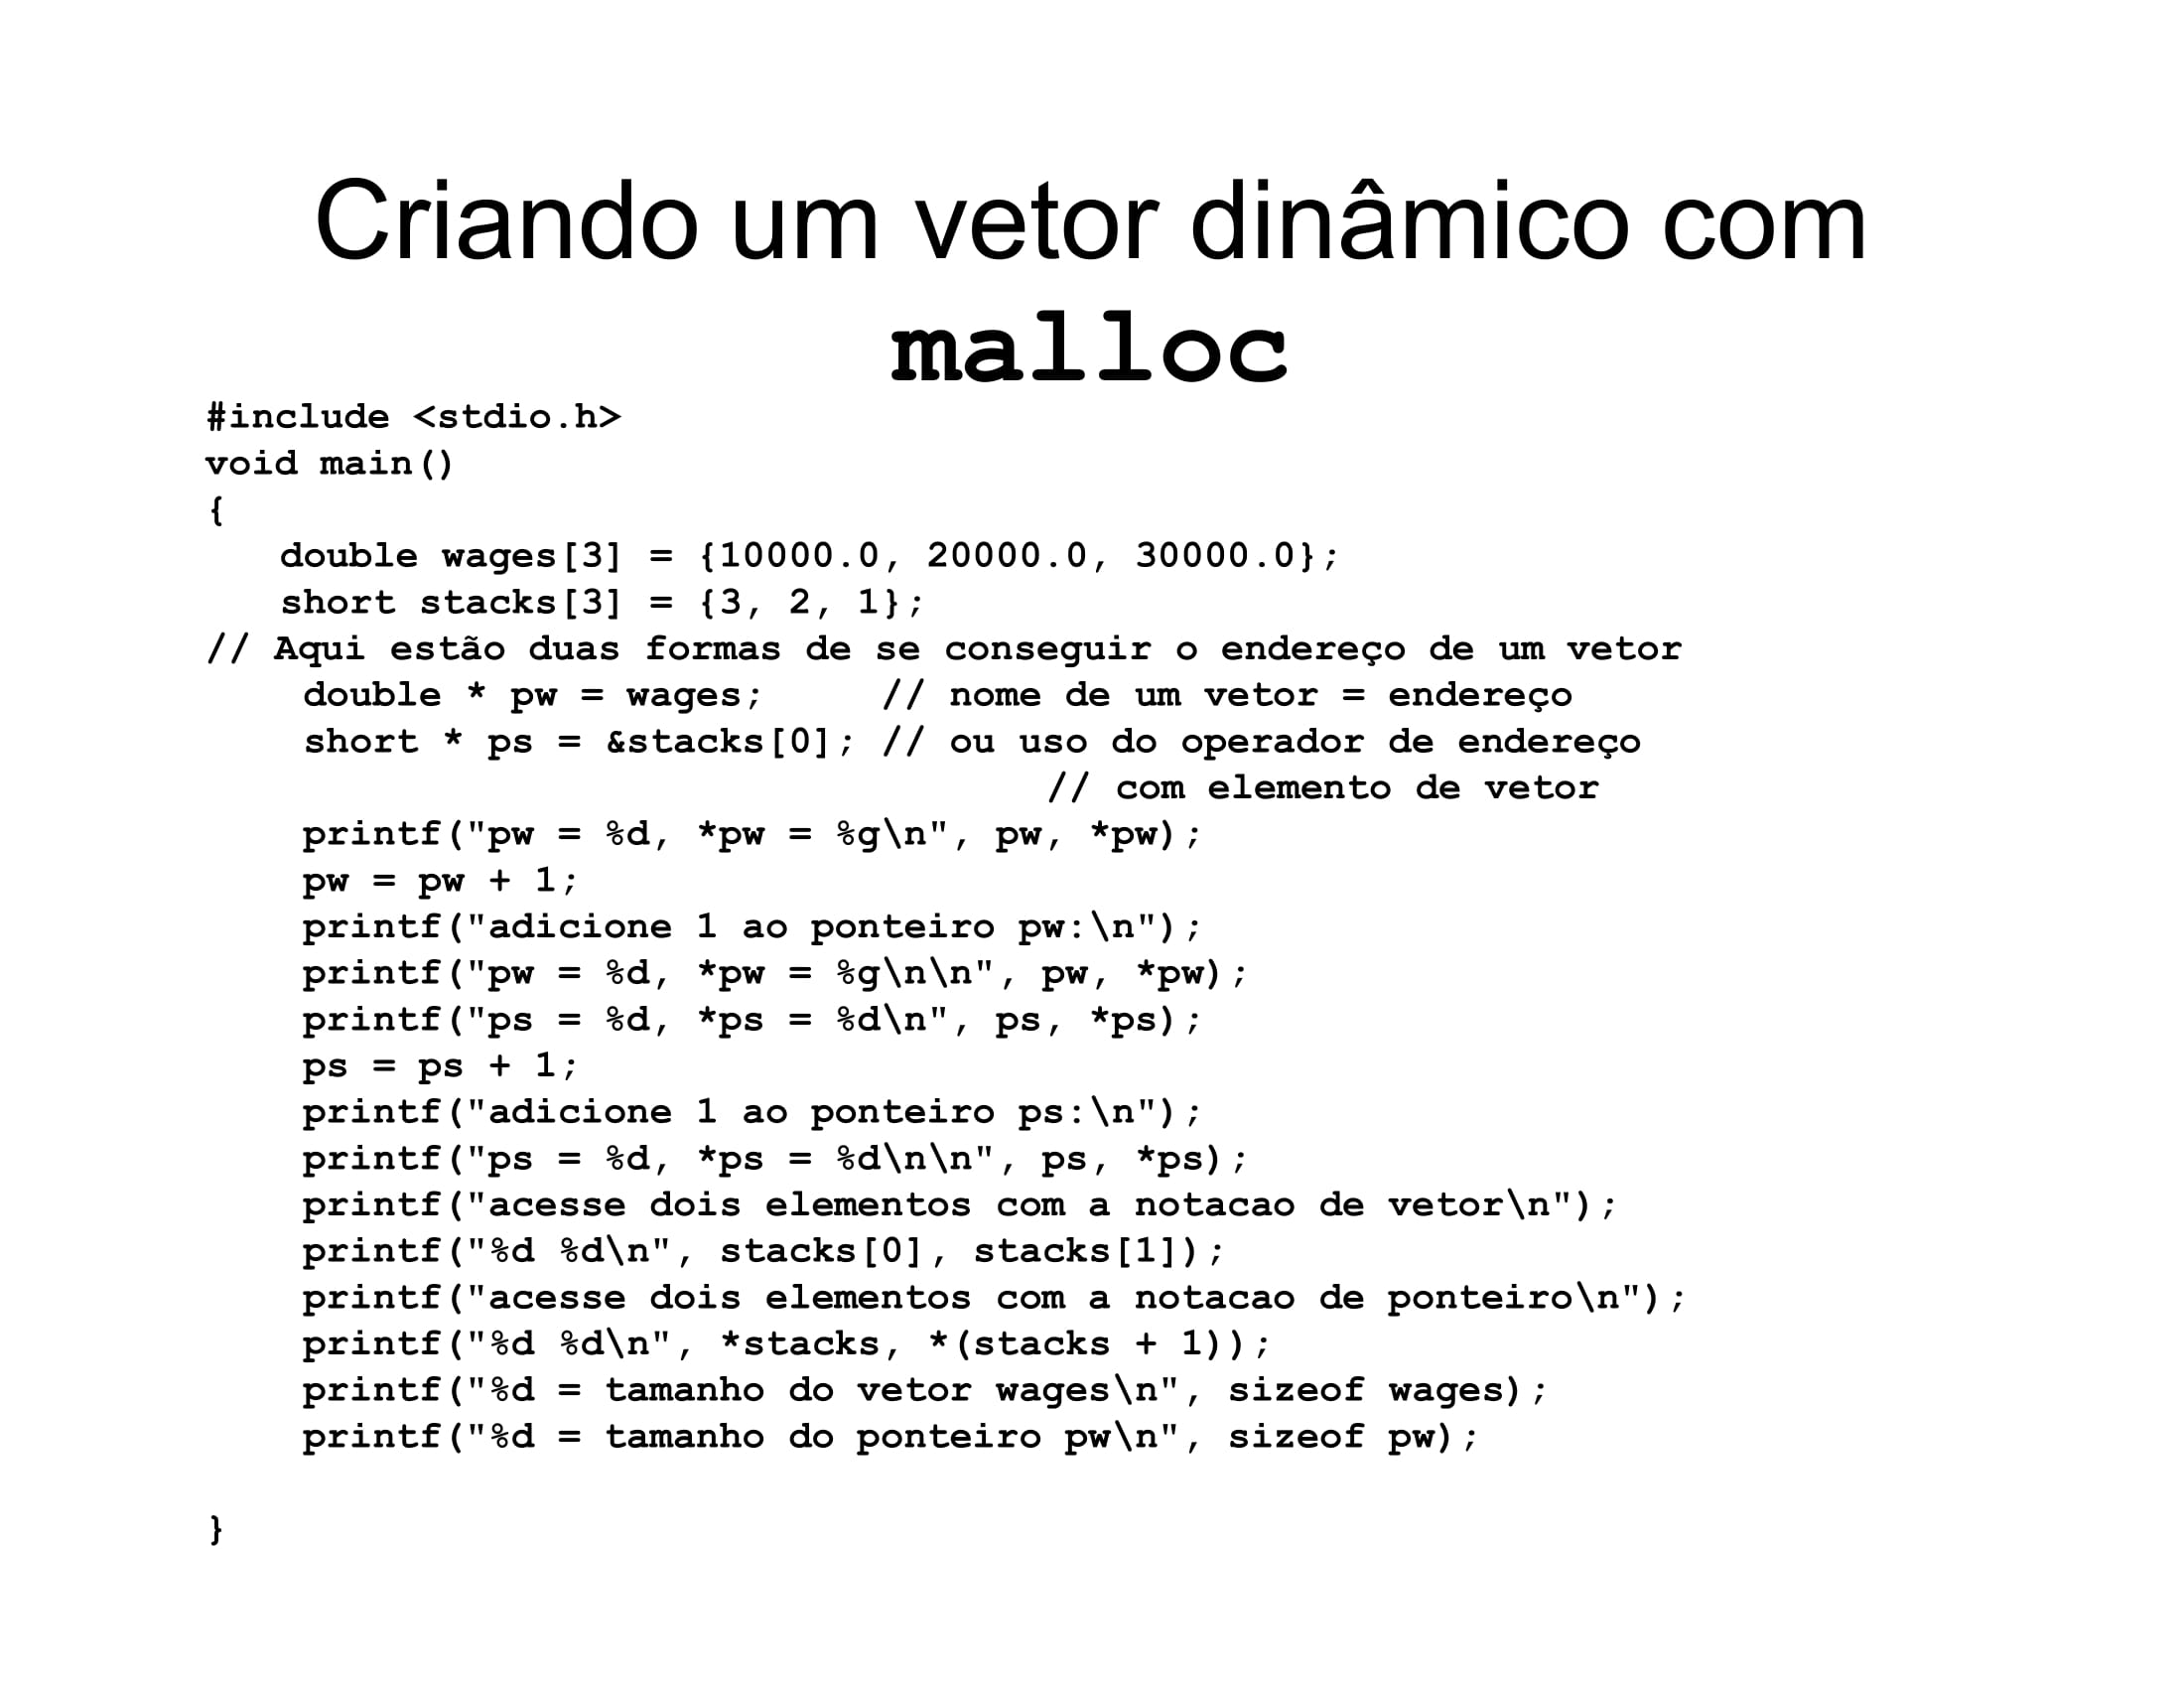 Criando um vetor dinâmico com
malloc
#include <stdio.h>
void main()
{
double wages[3] = {10000.0, 20000.0, 30000.0};
short stacks[3] = {3, 2, 1};
// Aqui estão duas formas de se conseguir o endereço de um vetor
double * pw = wages; // nome de um vetor = endereço
short * ps = &stacks[0]; // ou uso do operador de endereço
// com elemento de vetor
printf("pw = %d, *pw = %g\n", pw, *pw);
pw = pw + 1;
printf("adicione 1 ao ponteiro pw:\n");
printf("pw = %d, *pw = %g\n\n", pw, *pw);
printf("ps = %d, *ps = %d\n", ps, *ps);
ps = ps + 1;
printf("adicione 1 ao ponteiro ps:\n");
printf("ps = %d, *ps = %d\n\n", ps, *ps);
printf("acesse dois elementos com a notacao de vetor\n");
printf("%d %d\n", stacks[0], stacks[1]);
printf("acesse dois elementos com a notacao de ponteiro\n");
printf("%d %d\n", *stacks, *(stacks + 1));
printf("%d = tamanho do vetor wages\n", sizeof wages);
printf("%d = tamanho do ponteiro pw\n", sizeof pw);
}